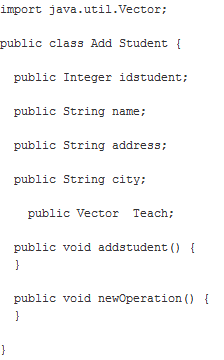 import java.util.Vector;
public class Add Student {
public Integer idstudent;
public String name;
public String address;
public String city;
public Vector  Teach;
public void addstudent() {
}
public void newOperation() {
}
}